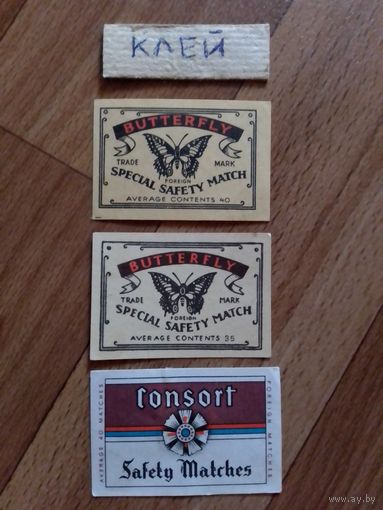 КЛЕЙ
BUTTERFLY
TRADE MARK
FOREIGN
SPECIAL SAFETY MATCH
AVERAGE CONTENTS 40
BUTTERFLY
TRADE MARK
FOREIGN
SPECIAL SAFETY MATCH
AVERAGE CONTENTS 35
Consort
AVERAGE 40 MATCHES
FOREIGN MATCHES
Safety Matches
www.ay.by